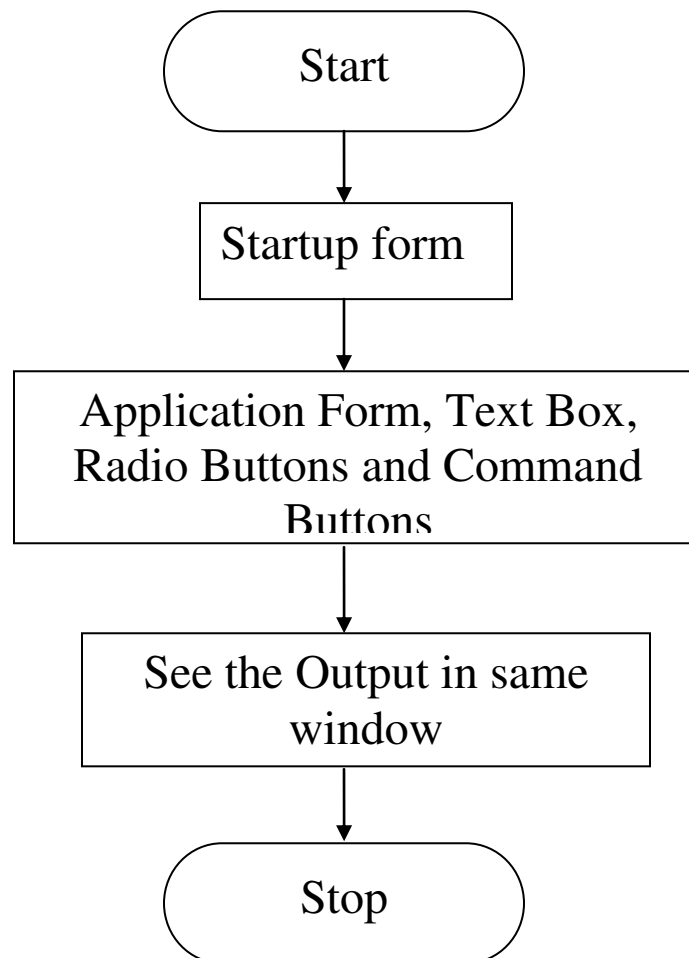 Start
Startup form
Application Form, Text Box,
Radio Buttons and Command
Buttons
See the Output in same
window
Stop